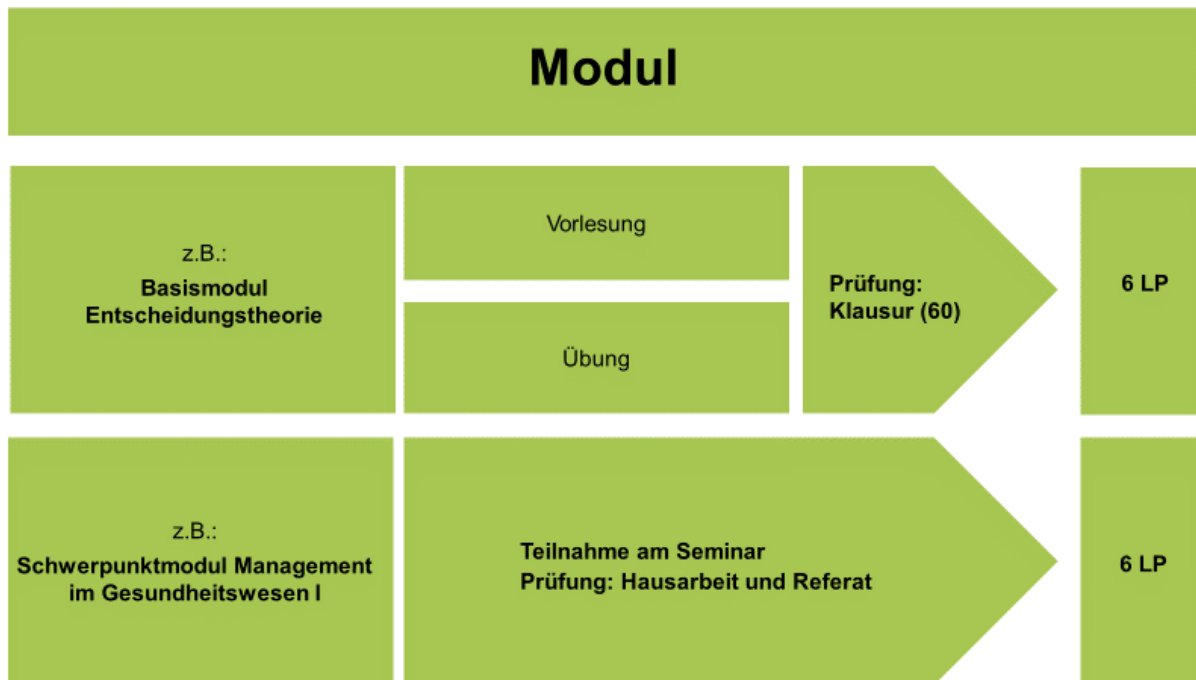 Modul
z.B.:
Basismodul
Entscheidungstheorie
Vorlesung
Übung
Prüfung:
Klausur (60)
6 LP
z.B.:
Schwerpunktmodul Management
im Gesundheitswesen I
Teilnahme am Seminar
Prüfung: Hausarbeit und Referat
6 LP